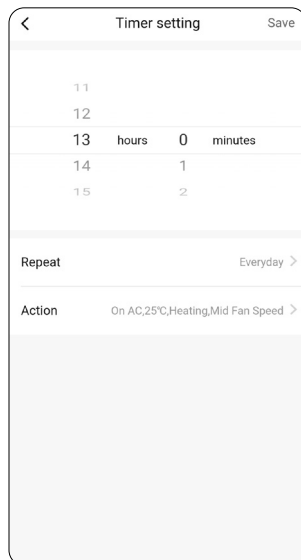 Timer setting Save
11
12
13 hours 0 minutes
14 1
15 2
Repeat Everyday
Action On AC,25℃,Heating,Mid Fan Speed